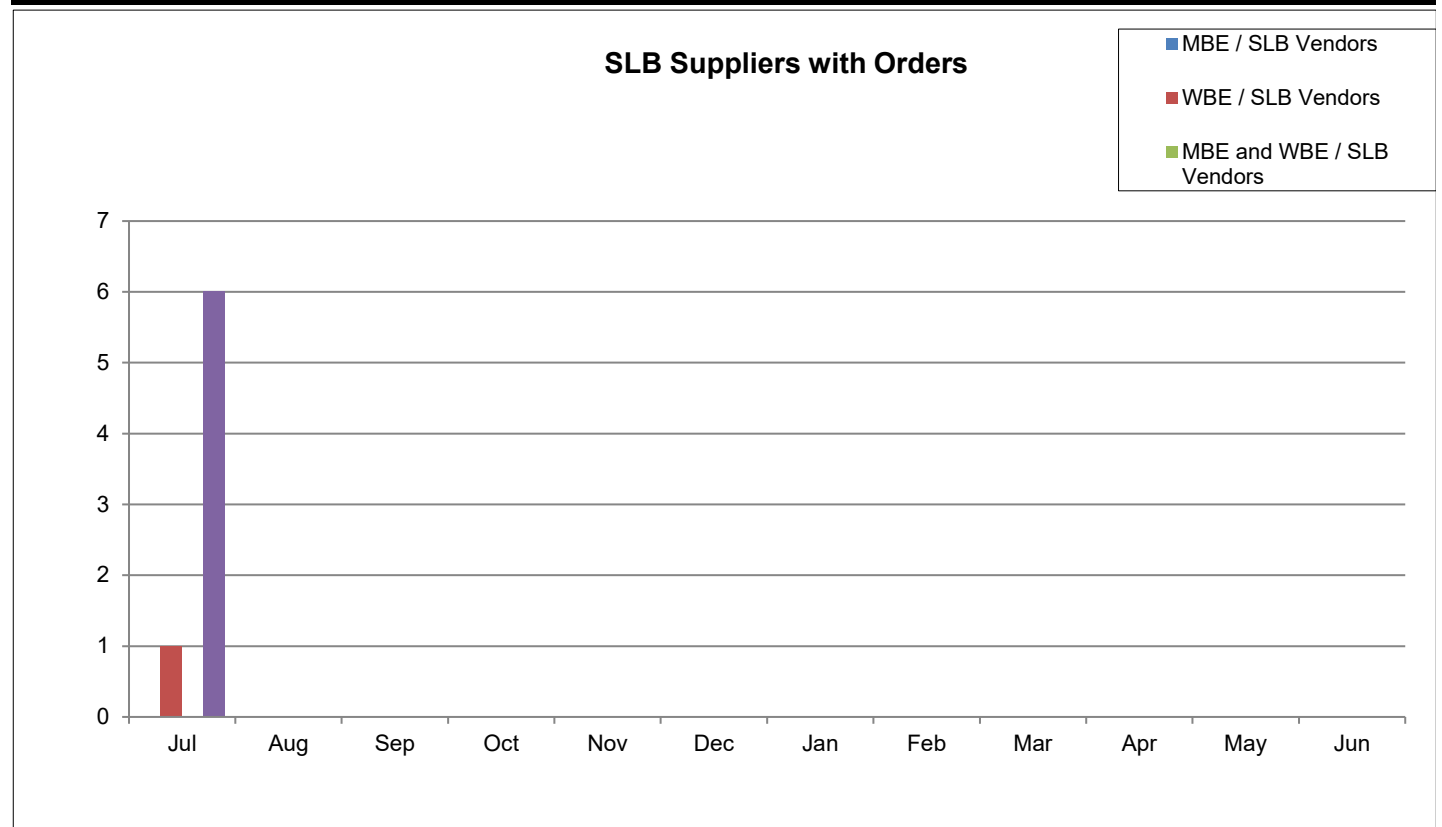 SLB Suppliers with Orders
MBE / SLB Vendors
WBE / SLB Vendors
MBE and WBE / SLB
Vendors
7
6
5
4
3
2
1
0
Jul Aug Sep Oct Nov Dec Jan Feb Mar Apr May Jun